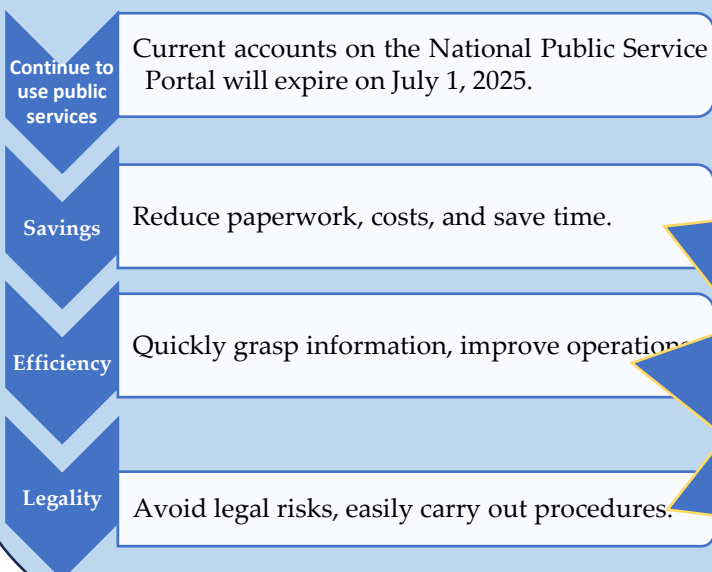 Continue to
use public
services
Current accounts on the National Public Service
Portal will expire on July 1, 2025.
Savings
Reduce paperwork, costs, and save time.
Efficiency
Quickly grasp information, improve operations
Legality
Avoid legal risks, easily carry out procedures.